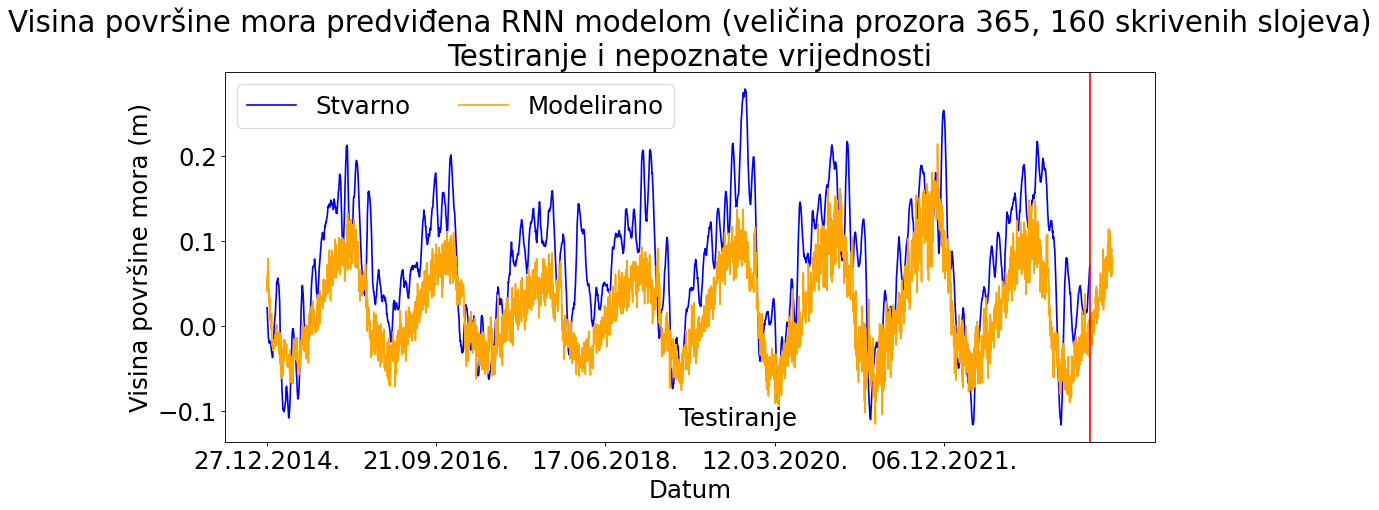 Visina površine mora predviđena RNN modelom (veličina prozora 365, 160 skrivenih slojeva)
Testiranje i nepoznate vrijednosti
Stvarno
Modelirano
Visina površine mora (m)
0.2
0.1
0.0
−0.1
Testiranje
27.12.2014.
21.09.2016.
17.06.2018.
12.03.2020.
06.12.2021.
Datum